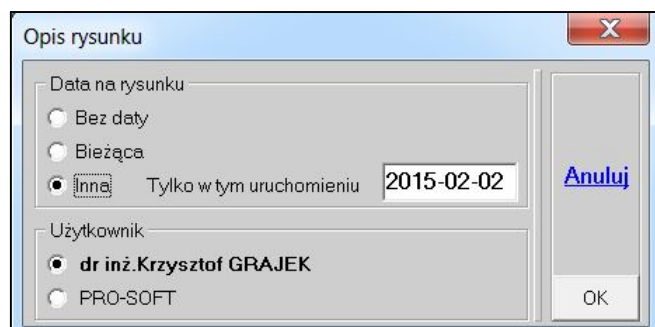 Opis rysunku
Data na rysunku
Bez daty
Bieżąca
Inna Tylko w tym uruchomieniu 2015-02-02
Anuluj
Użytkownik
dr inż.Krzysztof GRAJEK
PRO-SOFT
OK